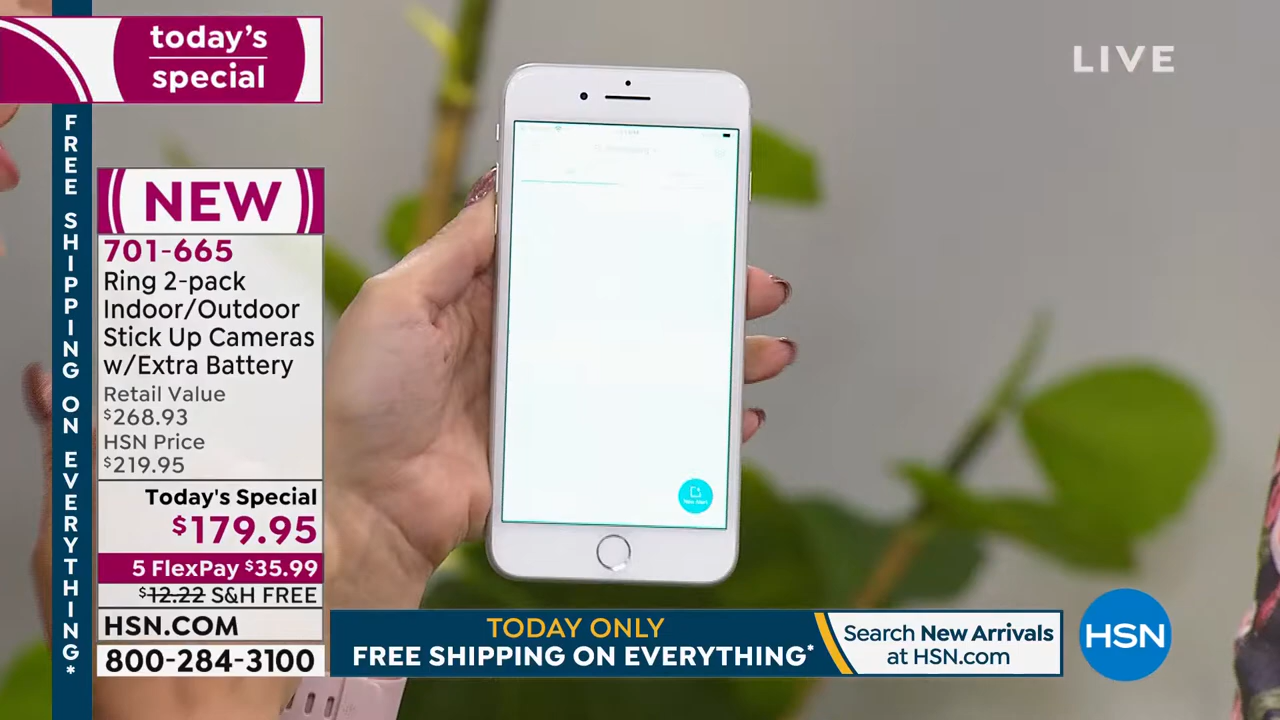 today's
special
LIVE
FREE SHIPPING ON EVERYTHING*
NEW
701-665
Ring 2-pack
Indoor/Outdoor
Stick Up Cameras
w/Extra Battery
Retail Value
$268.93
HSN Price
$219.95
Today's Special
$179.95
5 FlexPay $35.99
$12.22 S&H FREE
HSN.COM
800-284-3100
TODAY ONLY
FREE SHIPPING ON EVERYTHING*
Search New Arrivals
at HSN.com
HSN